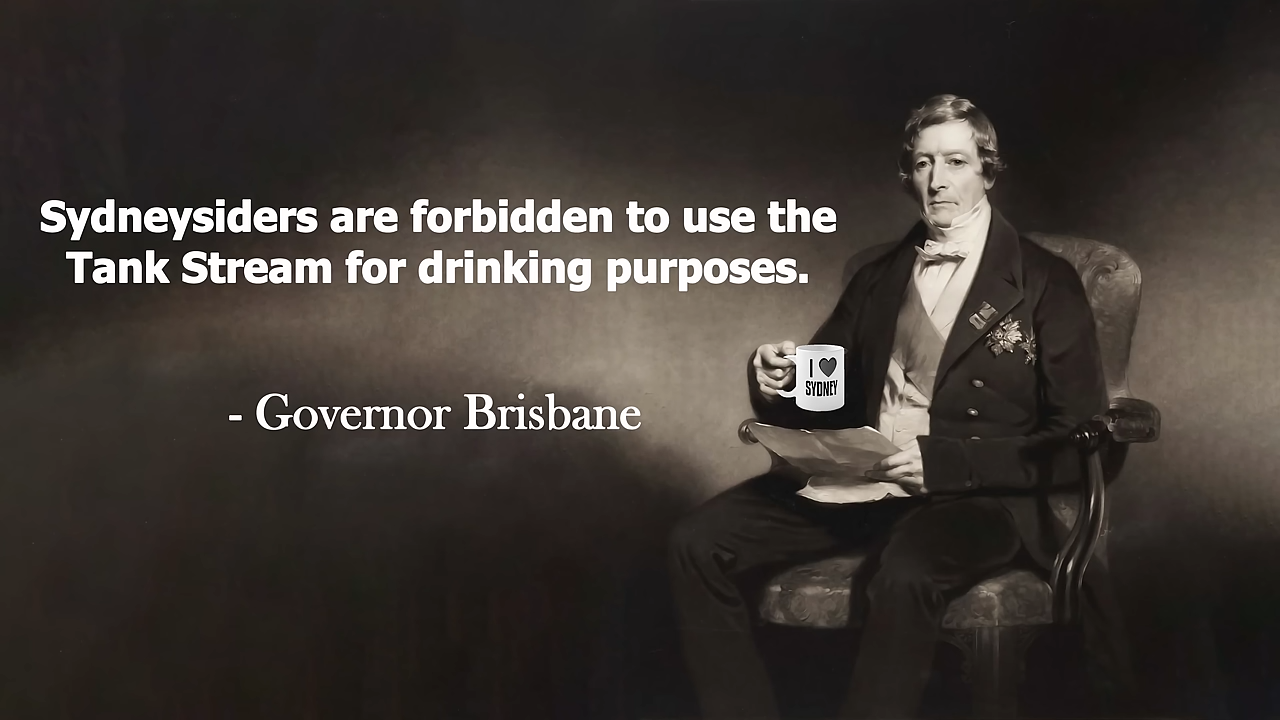 Sydneysiders are forbidden to use the
Tank Stream for drinking purposes.
- Governor Brisbane
I ♥
SYDNEY